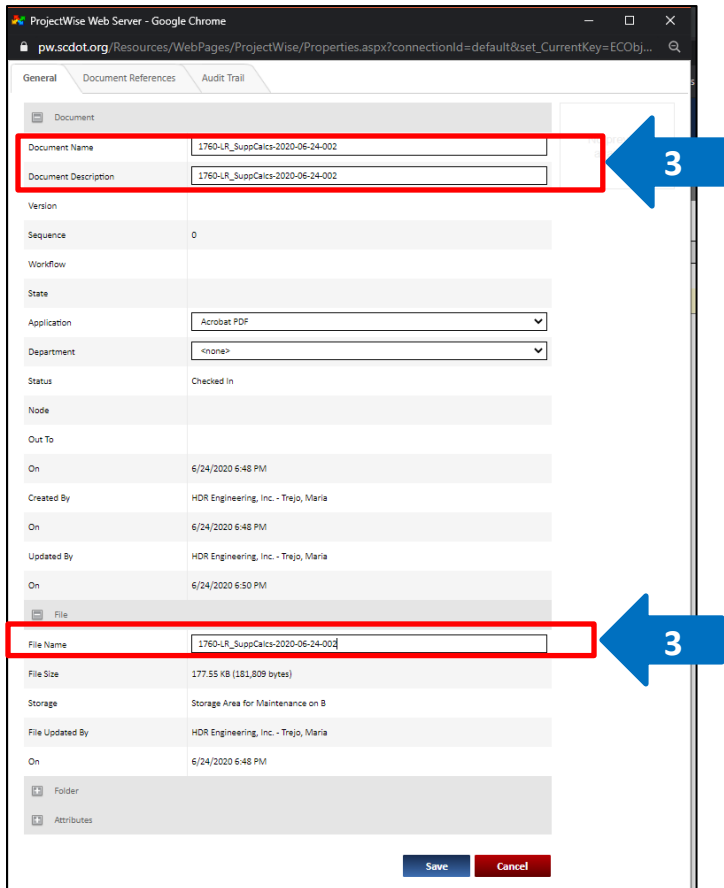 ProjectWise Web Server - Google Chrome
pw.scdot.org/Resources/WebPages/ProjectWise/Properties.aspx?connectionId=default&set_CurrentKey=ECObj...
General Document References Audit Trail
Document
Document Name 1760-LR_SuppCalcs-2020-06-24-002
3
Document Description 1760-LR_SuppCalcs-2020-06-24-002
Version
Sequence 0
Workflow
State
Application Acrobat PDF
Department <none>
Status Checked In
Node
Out To
On 6/24/2020 6:48 PM
Created By HDR Engineering, Inc. - Trejo, Maria
On 6/24/2020 6:48 PM
Updated By HDR Engineering, Inc. - Trejo, Maria
On 6/24/2020 6:50 PM
File
File Name 1760-LR_SuppCalcs-2020-06-24-002
3
File Size 177.55 KB (181,809 bytes)
Storage Storage Area for Maintenance on B
File Updated By HDR Engineering, Inc. - Trejo, Maria
On 6/24/2020 6:48 PM
Folder
Attributes
Save Cancel